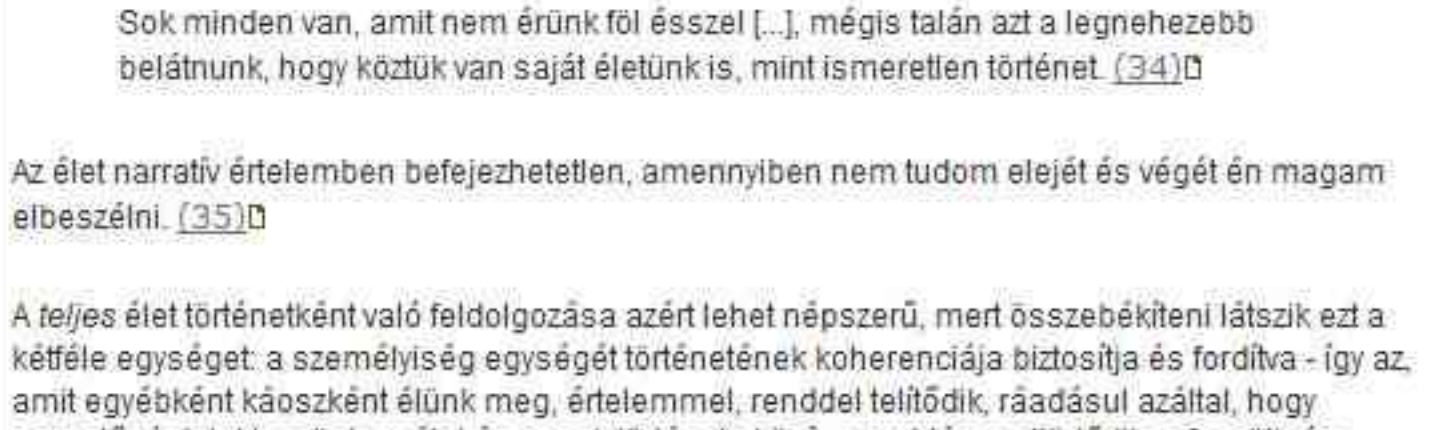 Sok minden van, amit nem érünk föl ésszel [...], mégis talán azt a legnehezebb
belátnunk, hogy köztük van saját életünk is, mint ismeretlen történet. (34)
Az élet narratív értelemben befejezhetetlen, amennyiben nem tudom elejét és végét én magam
elbeszélni. (35)
A teljes élet történetként való feldolgozása azért lehet népszerű, mert összebékíteni látszik ezt a
kétféle egységet: a személyiség egységét történetének koherenciája biztosítja és fordítva - így az,
amit egyébként káoszként élünk meg, értelemmel, renddel telítődik, ráadásul azáltal, hogy